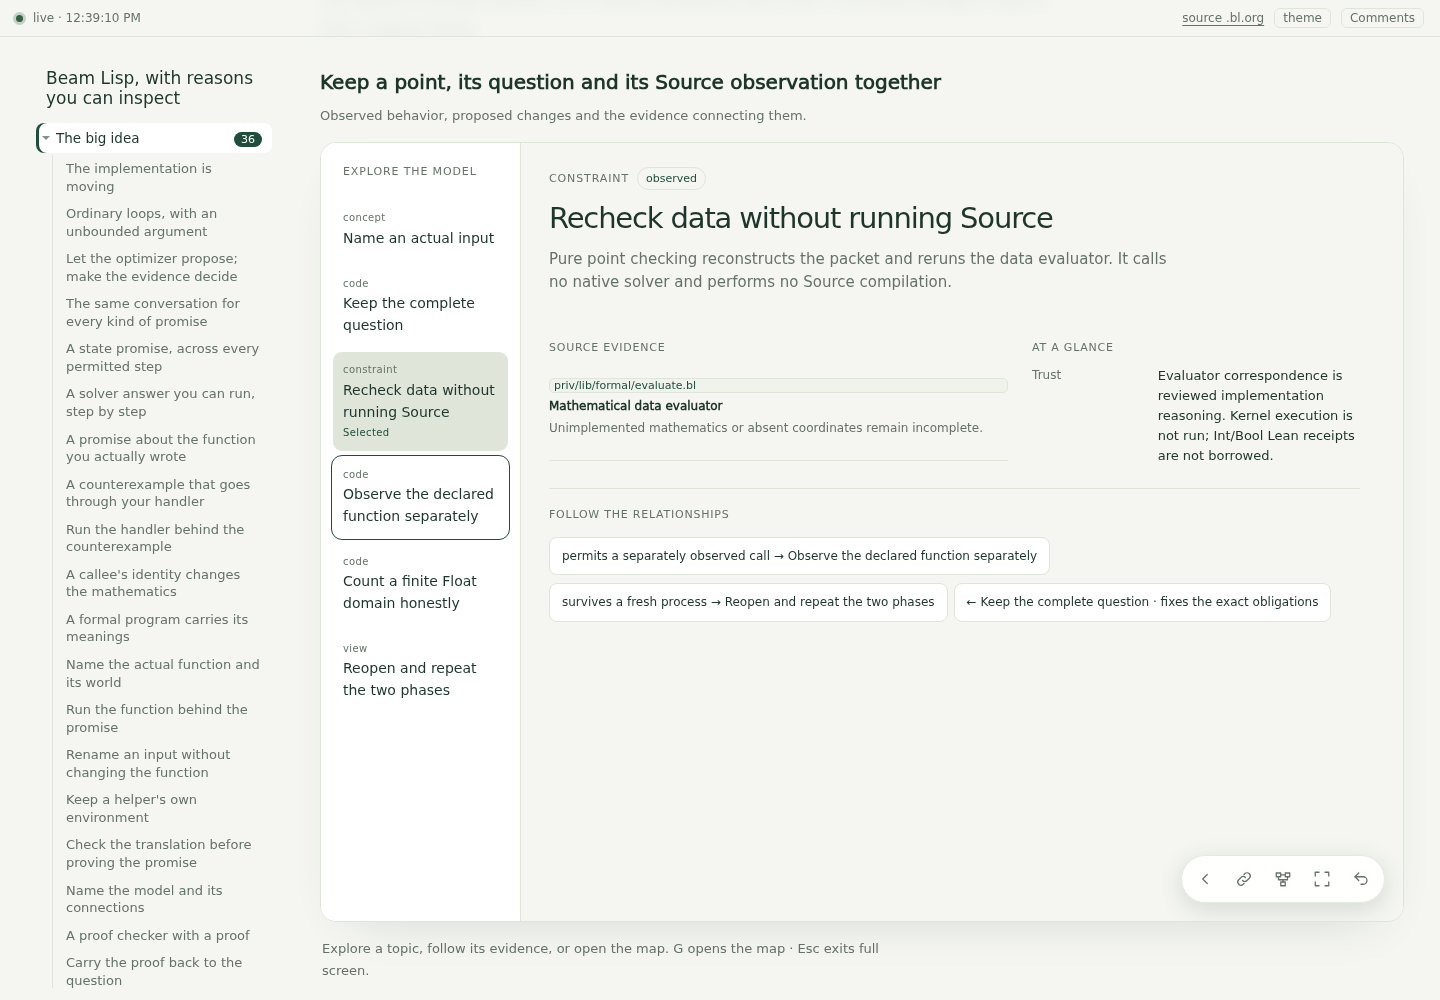 live · 12:39:10 PM
source .bl.org
theme
Comments
Beam Lisp, with reasons
you can inspect
The big idea
36
The implementation is
moving
Ordinary loops, with an
unbounded argument
Let the optimizer propose;
make the evidence decide
The same conversation for
every kind of promise
A state promise, across every
permitted step
A solver answer you can run,
step by step
A promise about the function
you actually wrote
A counterexample that goes
through your handler
Run the handler behind the
counterexample
A callee's identity changes
the mathematics
A formal program carries its
meanings
Name the actual function and
its world
Run the function behind the
promise
Rename an input without
changing the function
Keep a helper's own
environment
Check the translation before
proving the promise
Name the model and its
connections
A proof checker with a proof
Carry the proof back to the
question
Keep a point, its question and its Source observation together
Observed behavior, proposed changes and the evidence connecting them.
EXPLORE THE MODEL
concept
Name an actual input
code
Keep the complete
question
constraint
Recheck data without
running Source
Selected
code
Observe the declared
function separately
code
Count a finite Float
domain honestly
view
Reopen and repeat
the two phases
CONSTRAINT
observed
Recheck data without running Source
Pure point checking reconstructs the packet and reruns the data evaluator. It calls
no native solver and performs no Source compilation.
SOURCE EVIDENCE
priv/lib/formal/evaluate.bl
Mathematical data evaluator
Unimplemented mathematics or absent coordinates remain incomplete.
AT A GLANCE
Trust
Evaluator correspondence is
reviewed implementation
reasoning. Kernel execution is
not run; Int/Bool Lean receipts
are not borrowed.
FOLLOW THE RELATIONSHIPS
permits a separately observed call → Observe the declared function separately
survives a fresh process → Reopen and repeat the two phases
← Keep the complete question · fixes the exact obligations
Explore a topic, follow its evidence, or open the map. G opens the map · Esc exits full
screen.